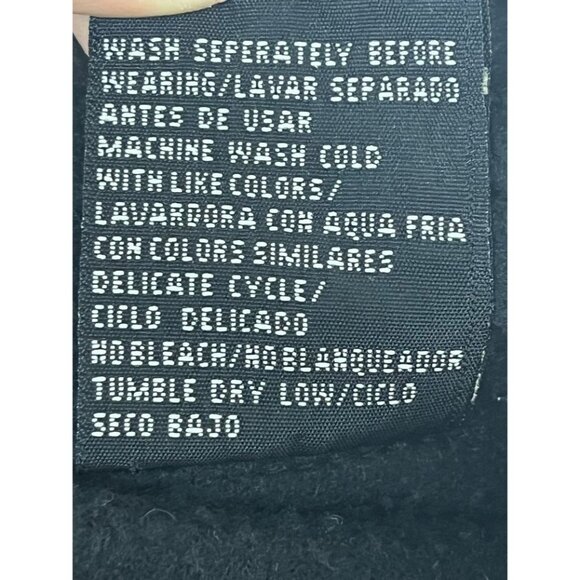 WASH SEPERATELY BEFORE
WEARING/LAVAR SEPARADO
ANTES DE USAR
MACHINE WASH COLD
WITH LIKE COLORS/
LAVARDORA CON AQUA FRIA
CON COLORS SIMILARES
DELICATE CYCLE/
CICLO DELICADO
NO BLEACH/NO BLANQUEADOR
TUMBLE DRY LOW/CICLO
SECO BAJO